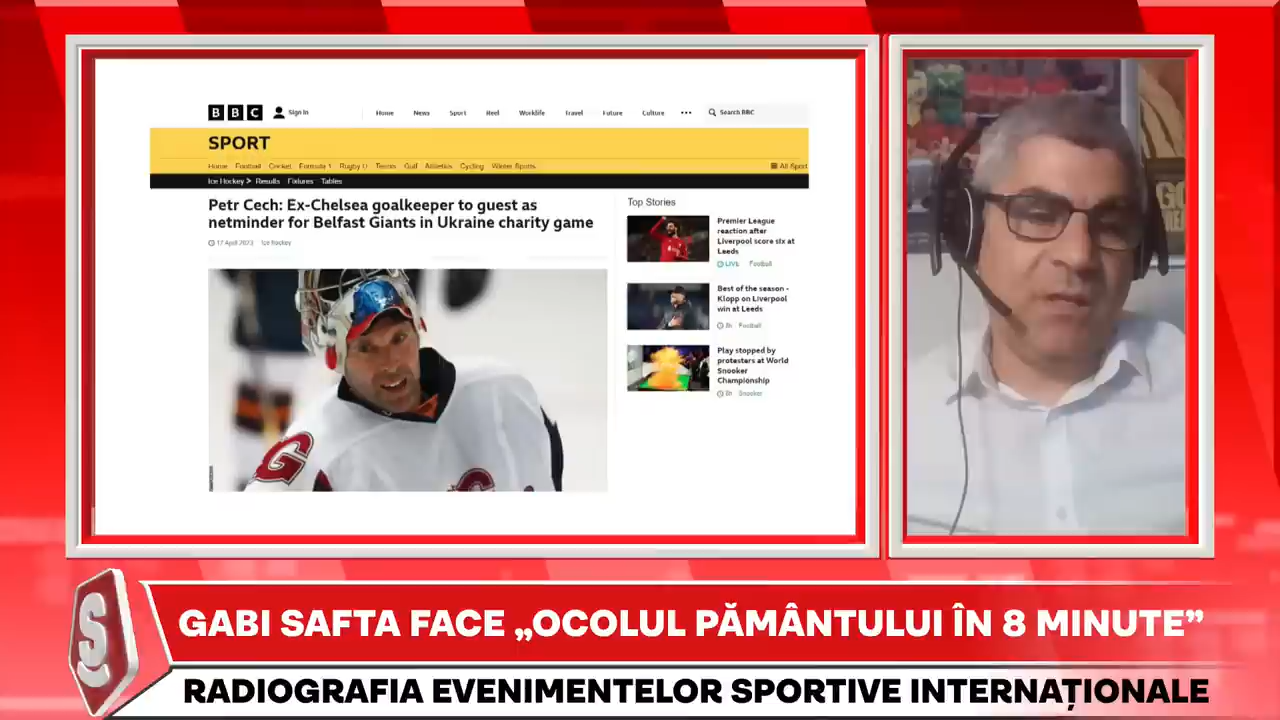 BBC
Sign in
Home News Sport Reel Worklife Travel Future Culture ••• Search BBC
SPORT
Home Football Cricket Formula 1 Rugby U Tennis Golf Athletics Cycling Winter Sports All Sport
Ice Hockey > Results Fixtures Tables
Petr Cech: Ex-Chelsea goalkeeper to guest as
netminder for Belfast Giants in Ukraine charity game
17 April 2023 Ice hockey
Top Stories
Premier League
reaction after
Liverpool score six at
Leeds
LIVE Football
Best of the season -
Klopp on Liverpool
win at Leeds
8h Football
Play stopped by
protesters at World
Snooker
Championship
8h Snooker
G
S
GABI SAFTA FACE „OCOLUL PĂMÂNTULUI ÎN 8 MINUTE”
RADIOGRAFIA EVENIMENTELOR SPORTIVE INTERNAȚIONALE